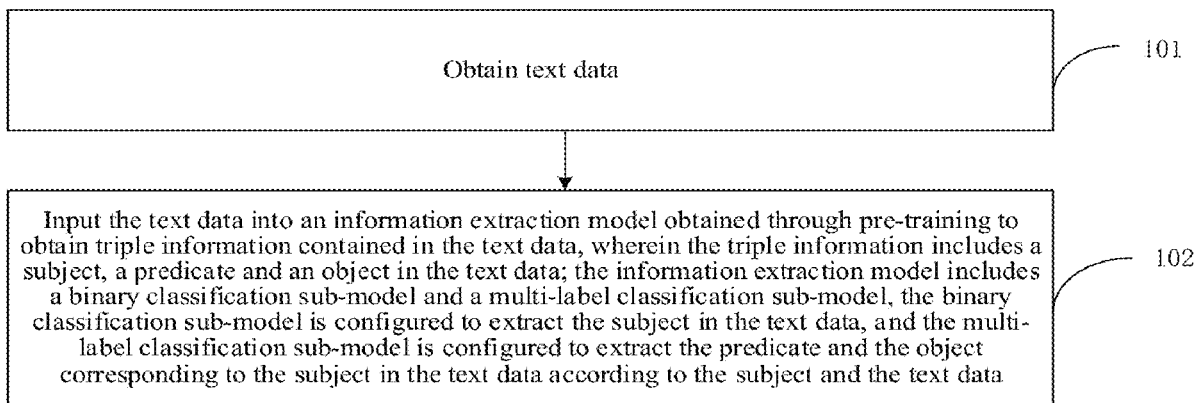 Obtain text data
101
Input the text data into an information extraction model obtained through pre-training to
obtain triple information contained in the text data, wherein the triple information includes a
subject, a predicate and an object in the text data; the information extraction model includes
a binary classification sub-model and a multi-label classification sub-model, the binary
classification sub-model is configured to extract the subject in the text data, and the multi-
label classification sub-model is configured to extract the predicate and the object
corresponding to the subject in the text data according to the subject and the text data
102